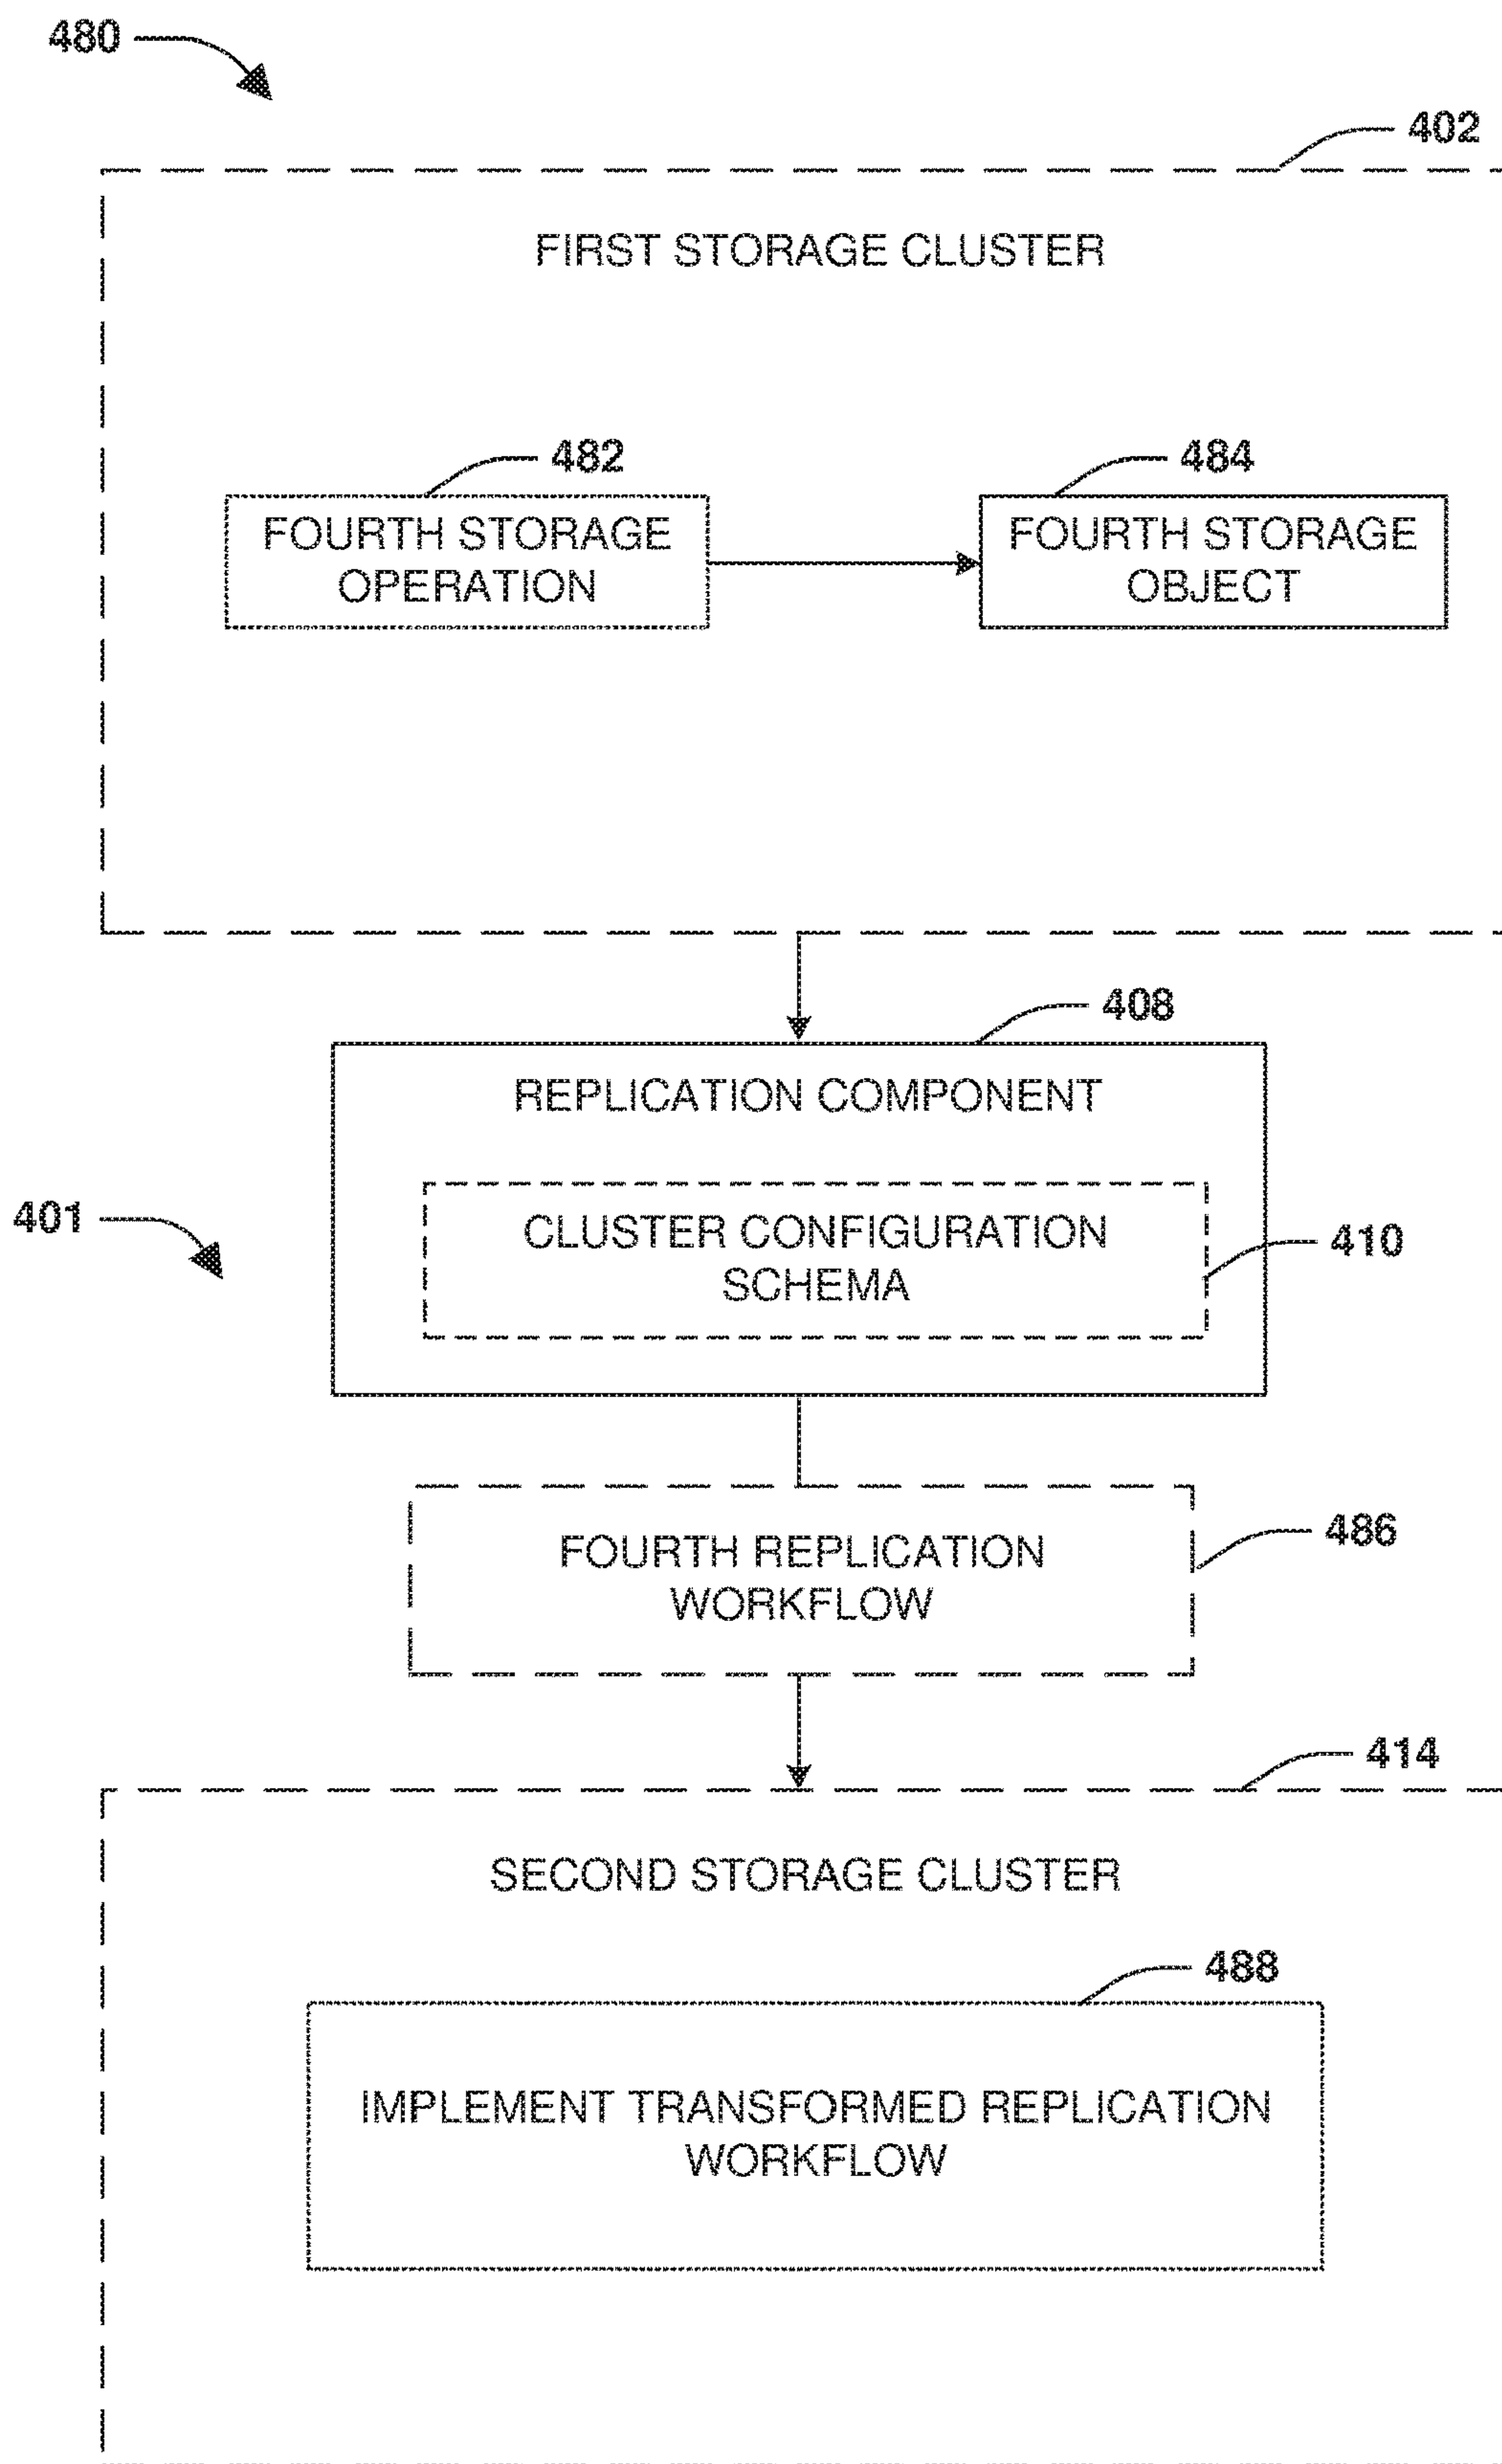 480
402
FIRST STORAGE CLUSTER
482
484
FOURTH STORAGE
OPERATION
FOURTH STORAGE
OBJECT
408
REPLICATION COMPONENT
401
CLUSTER CONFIGURATION
SCHEMA
410
FOURTH REPLICATION
WORKFLOW
486
414
SECOND STORAGE CLUSTER
488
IMPLEMENT TRANSFORMED REPLICATION
WORKFLOW